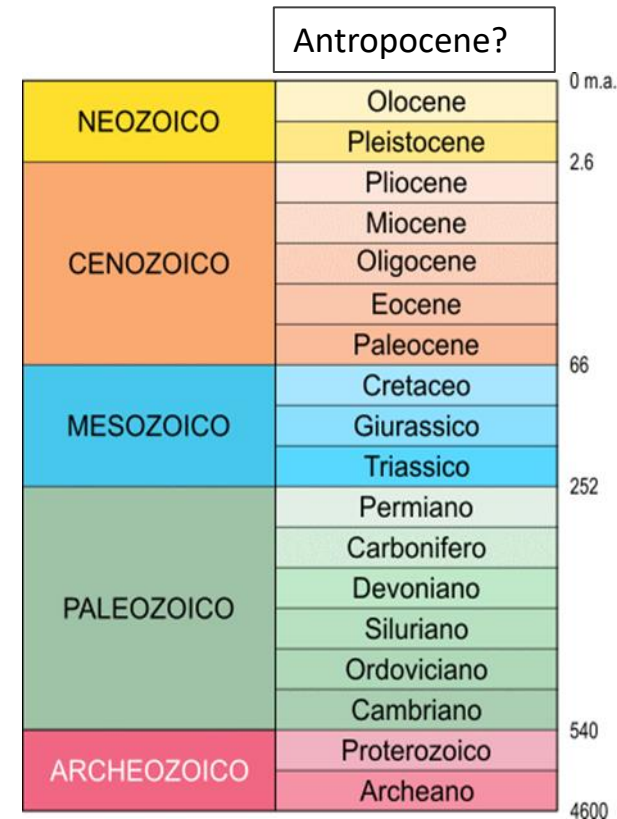 Antropocene?
0 m.a.
NEOZOICO
Olocene
Pleistocene
2.6
CENOZOICO
Pliocene
Miocene
Oligocene
Eocene
Paleocene
66
MESOZOICO
Cretaceo
Giurassico
Triassico
252
PALEOZOICO
Permiano
Carbonifero
Devoniano
Siluriano
Ordoviciano
Cambriano
540
ARCHEOZOICO
Proterozoico
Archeano
4600